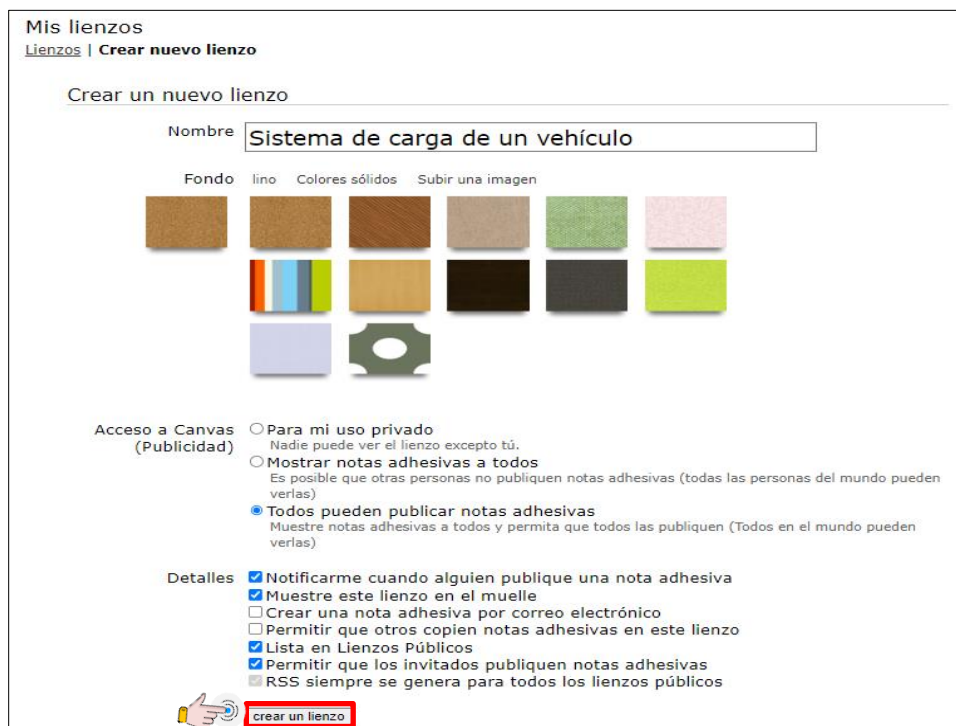 Mis lienzos
Lienzos | Crear nuevo lienzo
Crear un nuevo lienzo
Nombre Sistema de carga de un vehículo
Fondo lino Colores sólidos Subir una imagen
Acceso a Canvas (Publicidad)
Para mi uso privado
Nadie puede ver el lienzo excepto tú.
Mostrar notas adhesivas a todos
Es posible que otras personas no publiquen notas adhesivas (todas las personas del mundo pueden
verlas)
Todos pueden publicar notas adhesivas
Muestre notas adhesivas a todos y permita que todos las publiquen (Todos en el mundo pueden
verlas)
Detalles Notificarme cuando alguien publique una nota adhesiva
Muestre este lienzo en el muelle
Crear una nota adhesiva por correo electrónico
Permitir que otros copien notas adhesivas en este lienzo
Lista en Lienzos Públicos
Permitir que los invitados publiquen notas adhesivas
RSS siempre se genera para todos los lienzos públicos
crear un lienzo